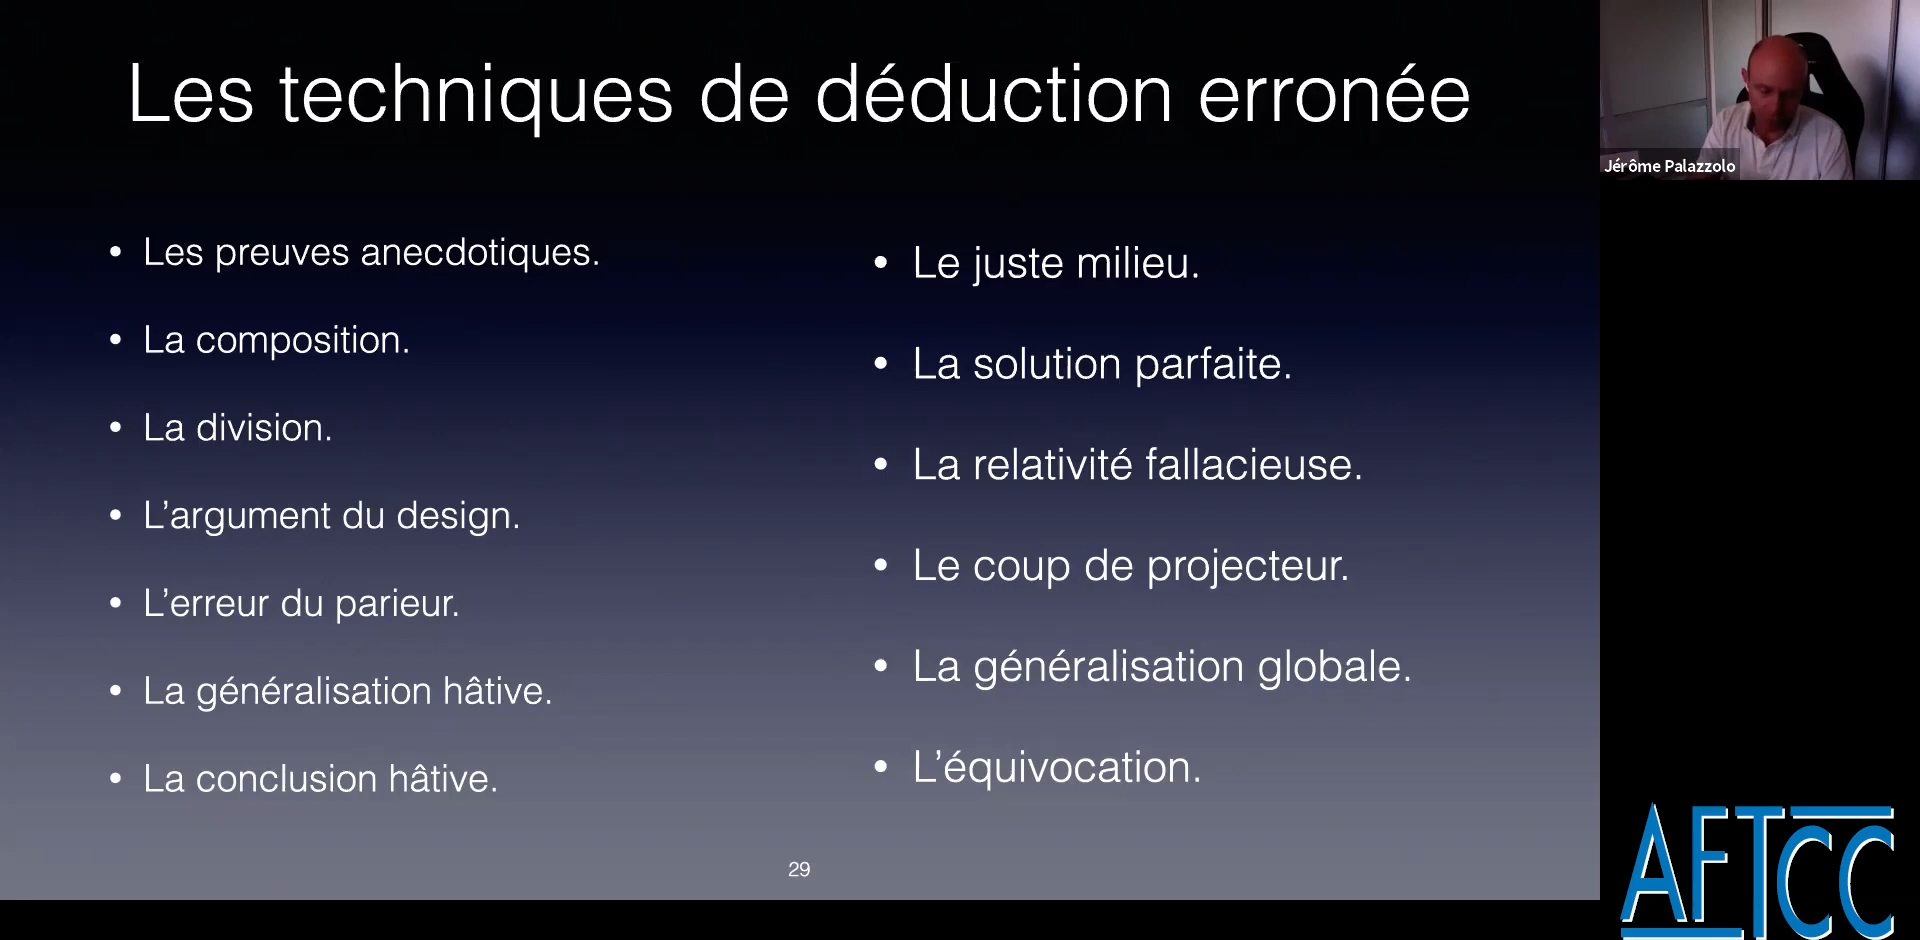 Les techniques de déduction erronée
• Les preuves anecdotiques.
• La composition.
• La division.
• L’argument du design.
• L’erreur du parieur.
• La généralisation hâtive.
• La conclusion hâtive.
• Le juste milieu.
• La solution parfaite.
• La relativité fallacieuse.
• Le coup de projecteur.
• La généralisation globale.
• L’équivocation.
29
Jérôme Palazzolo
AFTCC